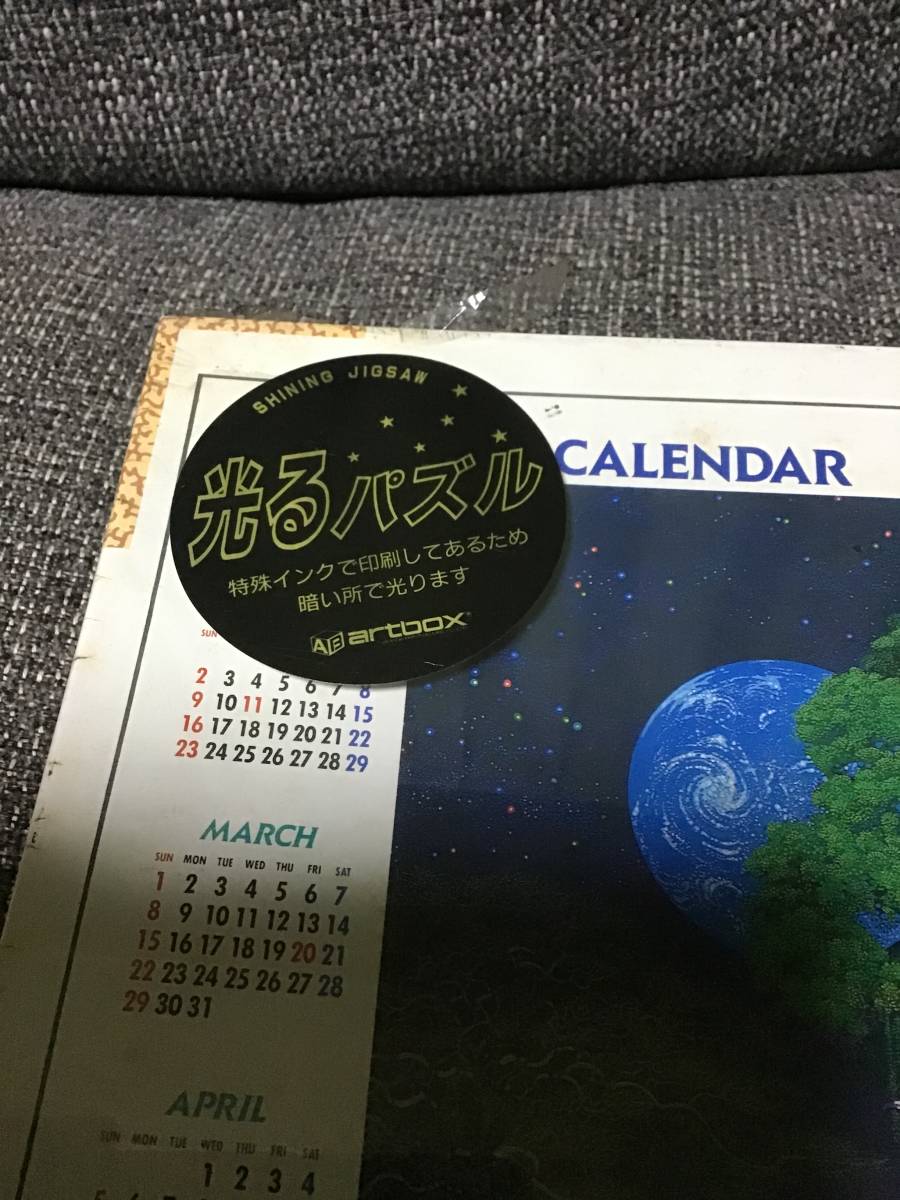 SHINING JIGSAW
光るパズル
特殊インクで印刷してあるため
暗い所で光ります
AB artbox
CALENDAR
SUN
2 3 4 5 6 7 8
9 10 11 12 13 14 15
16 17 18 19 20 21 22
23 24 25 26 27 28 29
MARCH
SUN MON TUE WED THU FRI SAT
1 2 3 4 5 6 7
8 9 10 11 12 13 14
15 16 17 18 19 20 21
22 23 24 25 26 27 28
29 30 31
APRIL
SUN MON TUE WED THU FRI SAT
1 2 3 4